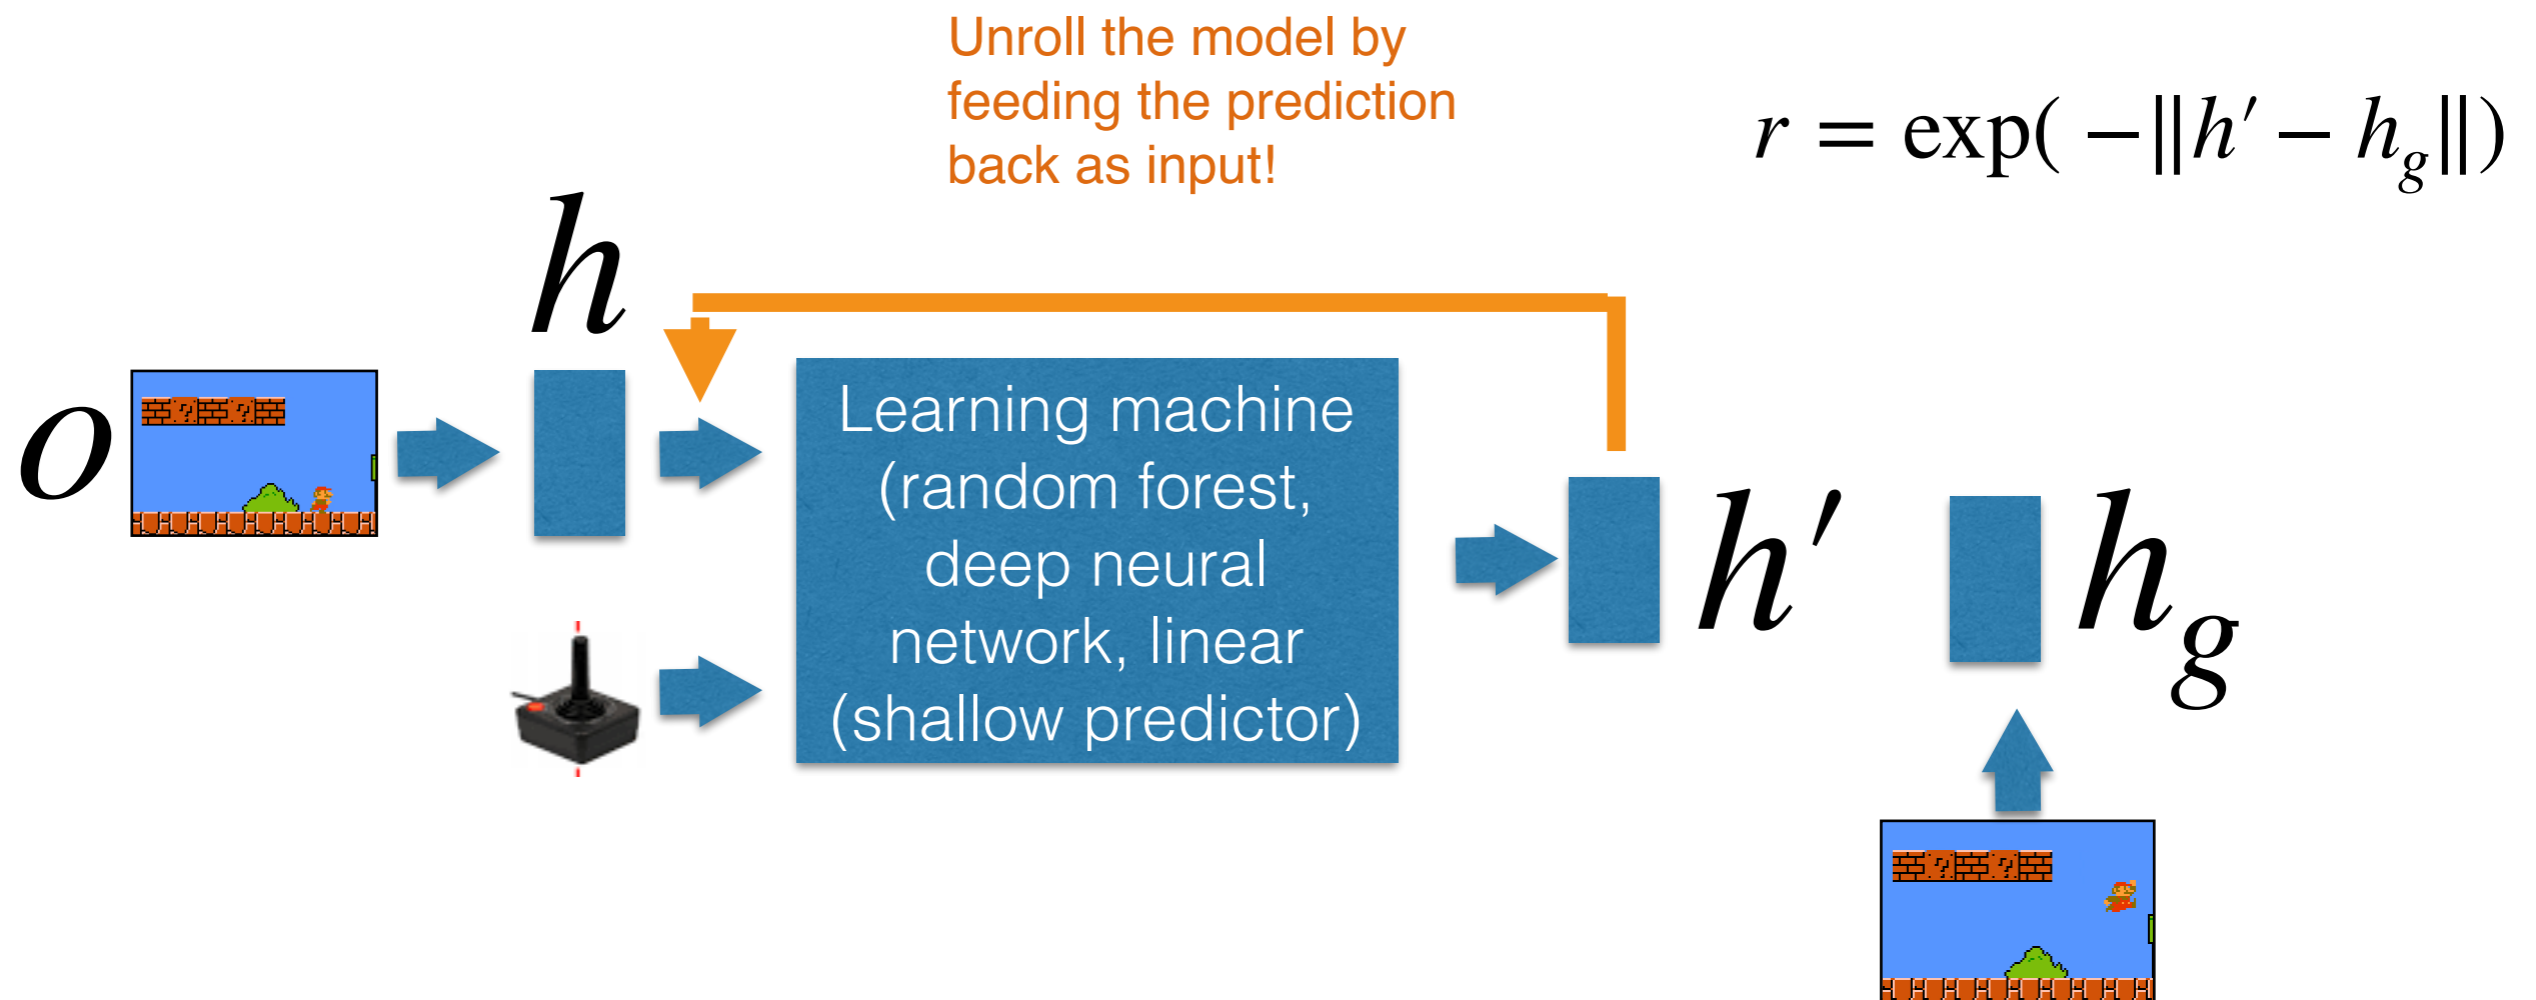 Unroll the model by
feeding the prediction
back as input!
r = exp( −∥h′ − h_g∥)
h
o
Learning machine
(random forest,
deep neural
network, linear
(shallow predictor)
h′
h_g
? ?
? ?